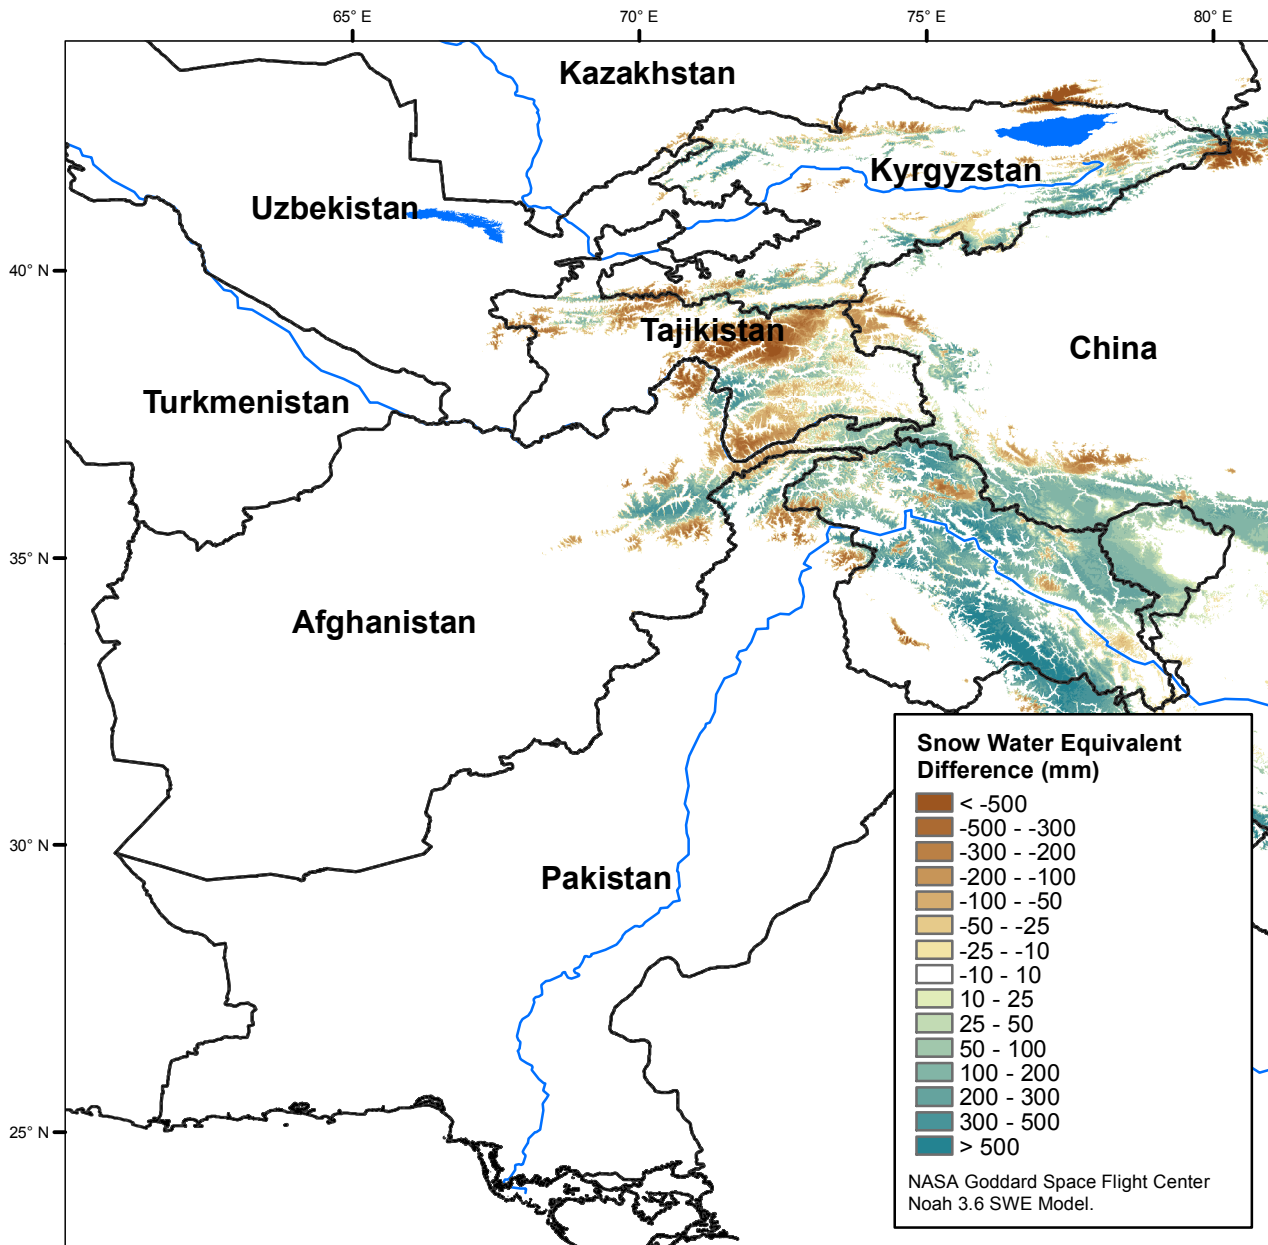 65° E
70° E
75° E
80° E
Kazakhstan
Kyrgyzstan
Uzbekistan
40° N
Tajikistan
China
Turkmenistan
35° N
Afghanistan
Snow Water Equivalent
Difference (mm)
< -500
-500 - -300
-300 - -200
-200 - -100
-100 - -50
-50 - -25
-25 - -10
-10 - 10
10 - 25
25 - 50
50 - 100
100 - 200
200 - 300
300 - 500
> 500
NASA Goddard Space Flight Center
Noah 3.6 SWE Model.
30° N
Pakistan
25° N